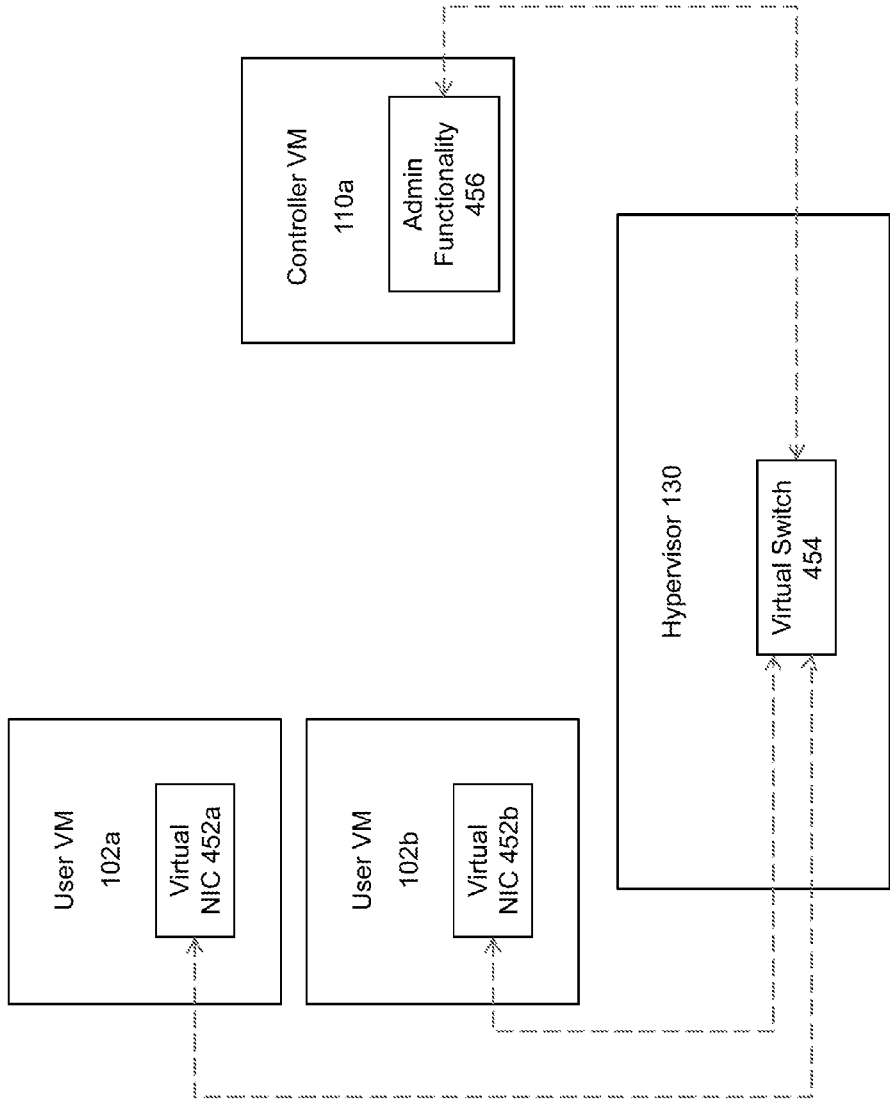 User VM
102a
Virtual
NIC 452a
User VM
102b
Virtual
NIC 452b
Controller VM
110a
Admin
Functionality
456
Hypervisor 130
Virtual Switch
454